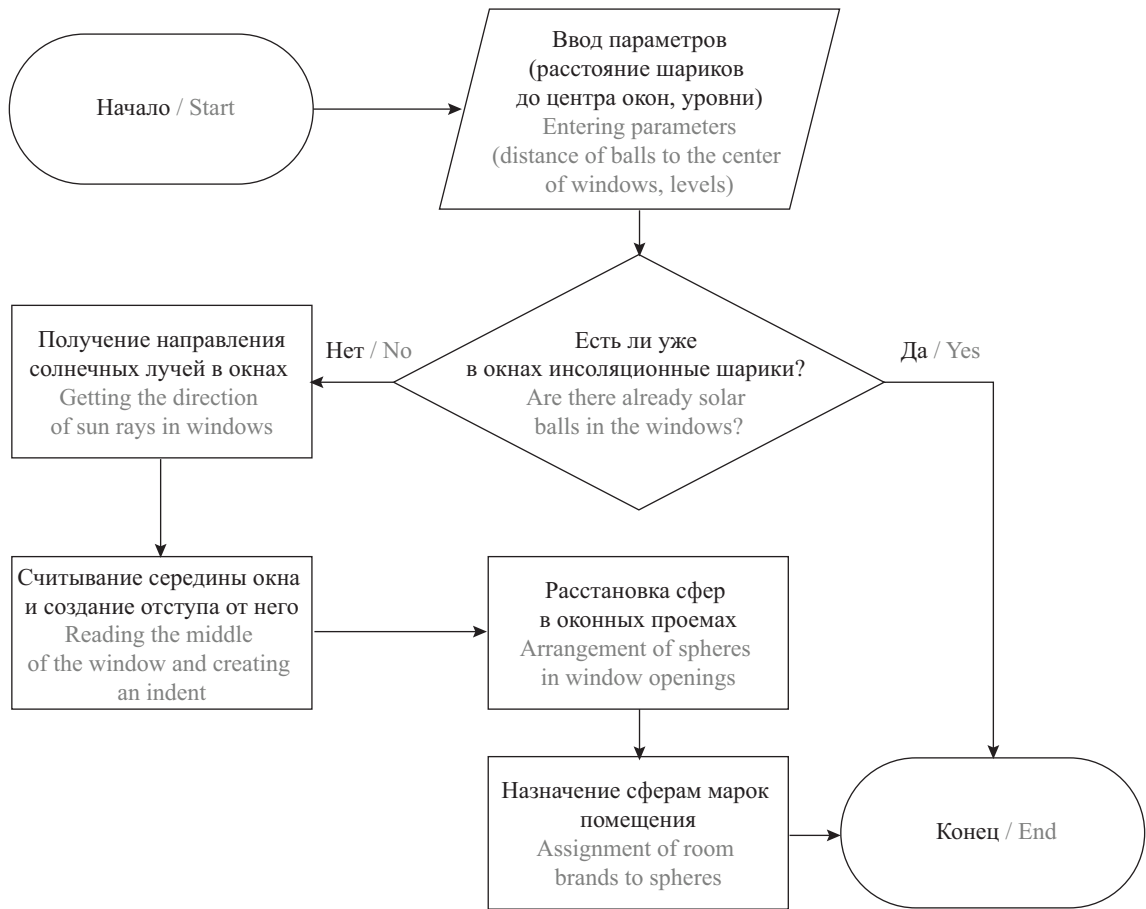 Начало / Start
Ввод параметров
(расстояние шариков
до центра окон, уровни)
Entering parameters
(distance of balls to the center
of windows, levels)
Получение направления
солнечных лучей в окнах
Getting the direction
of sun rays in windows
Нет / No
Есть ли уже
в окнах инсоляционные шарики?
Are there already solar
balls in the windows?
Да / Yes
Считывание середины окна
и создание отступа от него
Reading the middle
of the window and creating
an indent
Расстановка сфер
в оконных проемах
Arrangement of spheres
in window openings
Назначение сферам марок
помещения
Assignment of room
brands to spheres
Конец / End